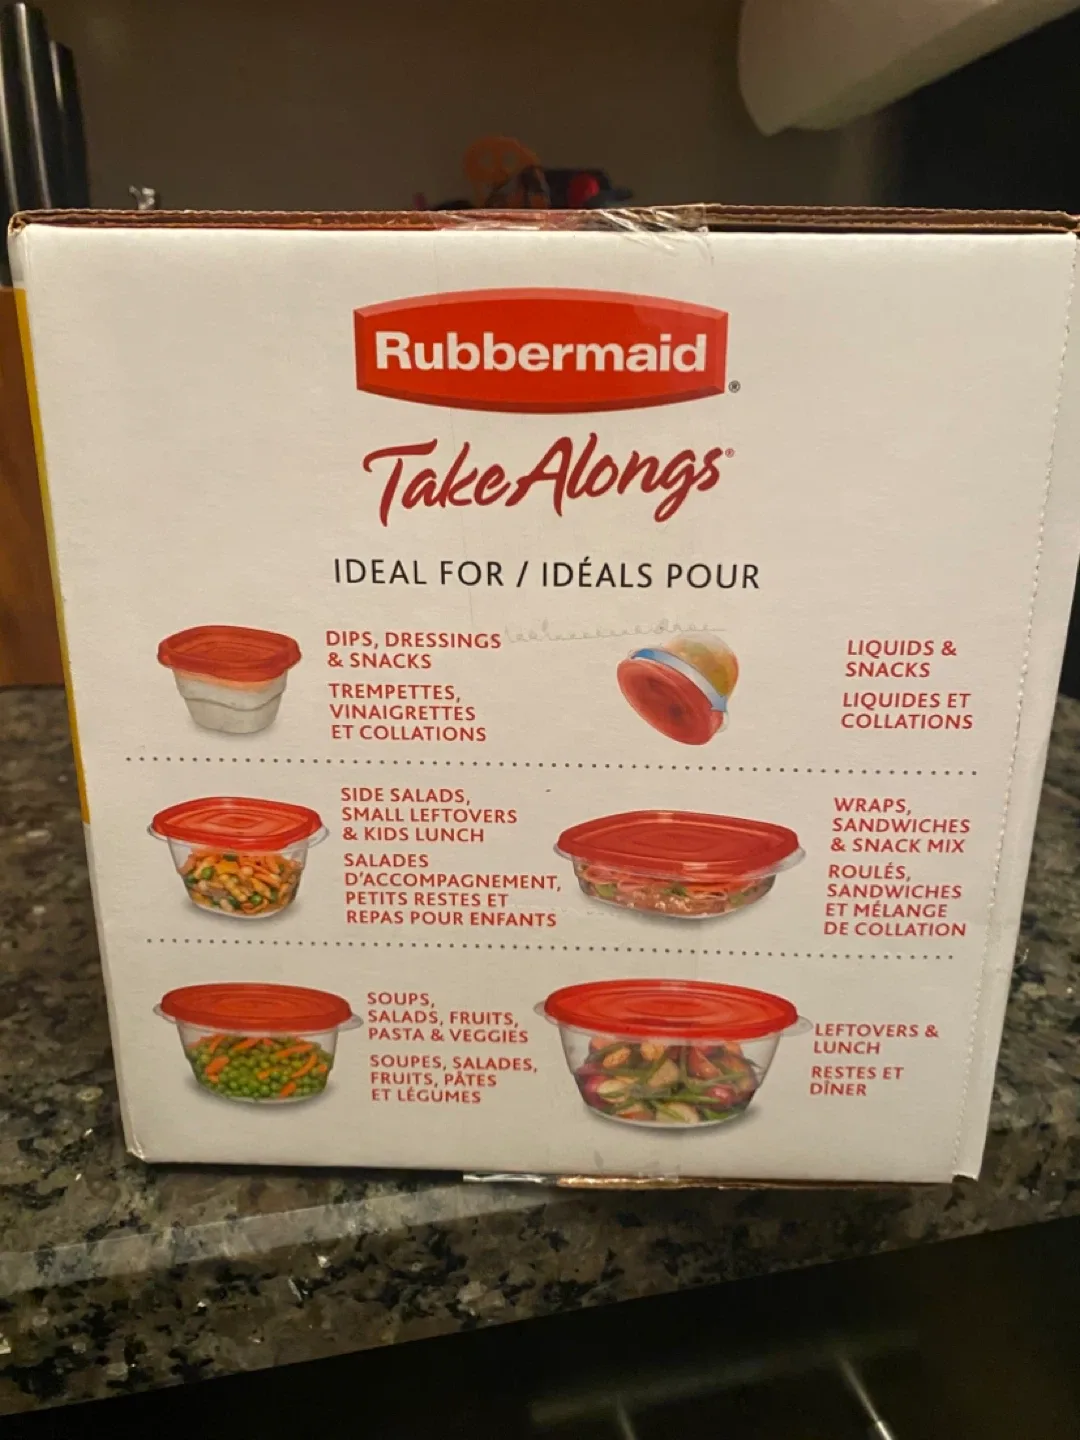 Rubbermaid®
TakeAlongs®
IDEAL FOR / IDÉALS POUR
DIPS, DRESSINGS
& SNACKS
TREMPETTES,
VINAIGRETTES
ET COLLATIONS
LIQUIDS &
SNACKS
LIQUIDES ET
COLLATIONS
SIDE SALADS,
SMALL LEFTOVERS
& KIDS LUNCH
SALADES
D'ACCOMPAGNEMENT,
PETITS RESTES ET
REPAS POUR ENFANTS
WRAPS,
SANDWICHES
& SNACK MIX
ROULÉS,
SANDWICHES
ET MÉLANGE
DE COLLATION
SOUPS,
SALADS, FRUITS,
PASTA & VEGGIES
SOUPES, SALADES,
FRUITS, PÂTES
ET LÉGUMES
LEFTOVERS &
LUNCH
RESTES ET
DÎNER